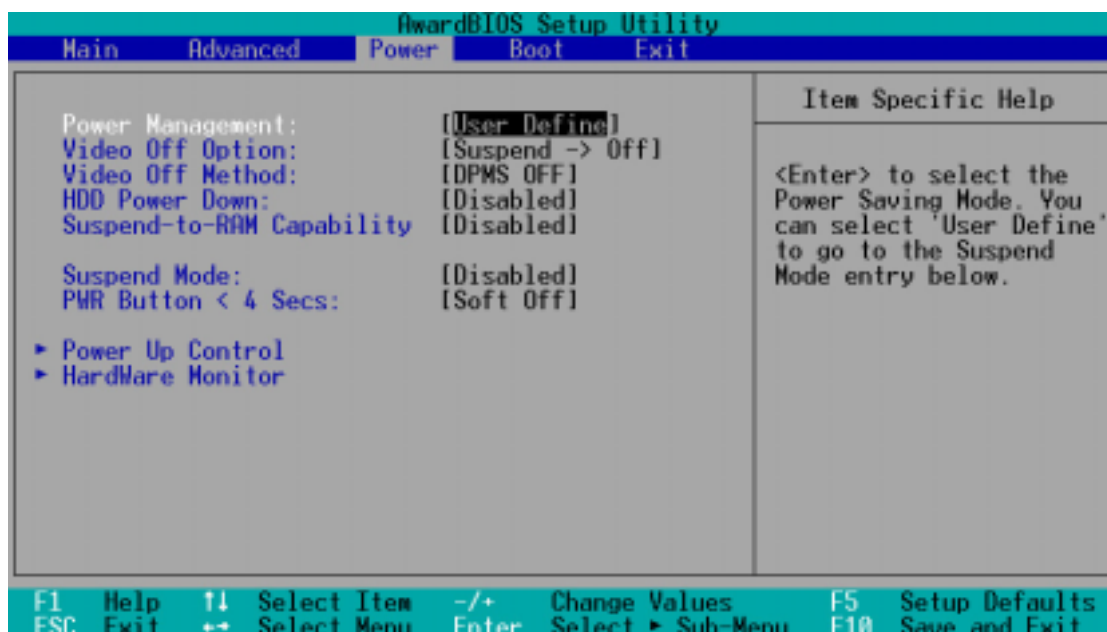 AwardBIOS Setup Utility
Main Advanced Power Boot Exit
Item Specific Help
Power Management: [User Define]
Video Off Option: [Suspend -> Off]
Video Off Method: [DPMS OFF]
HDD Power Down: [Disabled]
Suspend-to-RAM Capability [Disabled]
Suspend Mode: [Disabled]
PWR Button < 4 Secs: [Soft Off]
► Power Up Control
► HardWare Monitor
<Enter> to select the
Power Saving Mode. You
can select 'User Define'
to go to the Suspend
Mode entry below.
F1 Help ↑↓ Select Item -/+ Change Values F5 Setup Defaults
ESC Exit ←→ Select Menu Enter Select ► Sub-Menu F10 Save and Exit